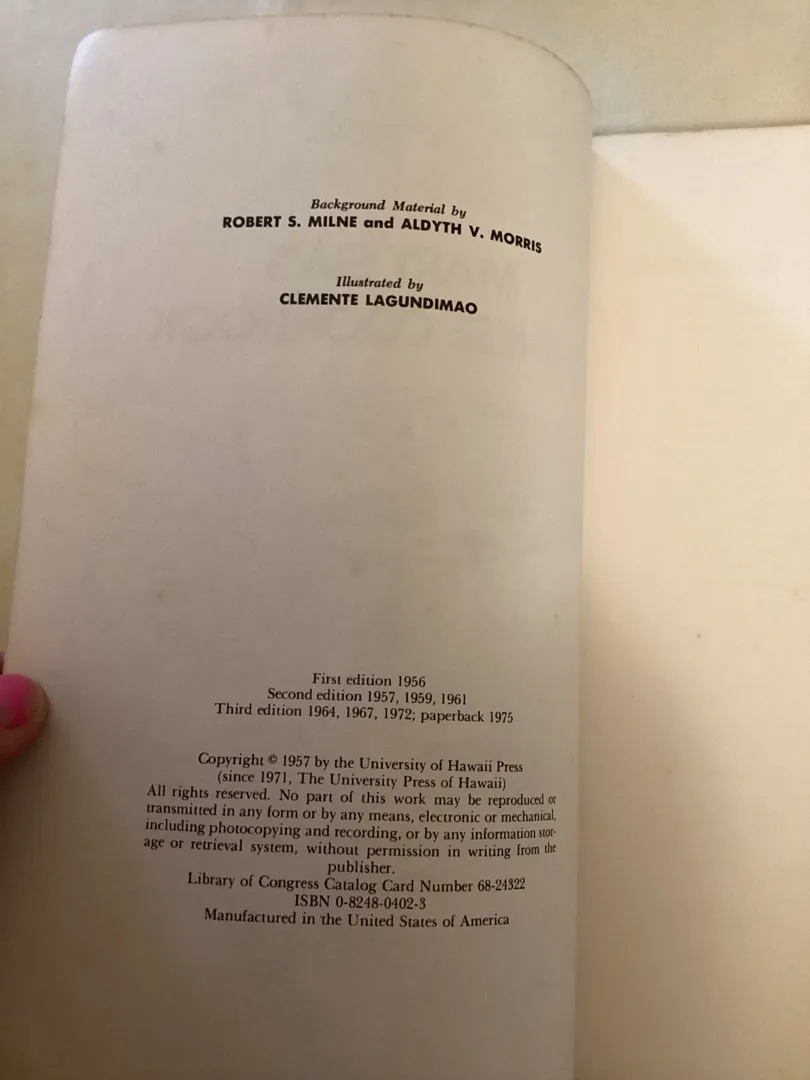 Background Material by
ROBERT S. MILNE and ALDYTH V. MORRIS
Illustrated by
CLEMENTE LAGUNDIMAO
First edition 1956
Second edition 1957, 1959, 1961
Third edition 1964, 1967, 1972; paperback 1975
Copyright © 1957 by the University of Hawaii Press
(since 1971, The University Press of Hawaii)
All rights reserved. No part of this work may be reproduced or
transmitted in any form or by any means, electronic or mechanical,
including photocopying and recording, or by any information stor-
age or retrieval system, without permission in writing from the
publisher.
Library of Congress Catalog Card Number 68-24322
ISBN 0-8248-0402-3
Manufactured in the United States of America